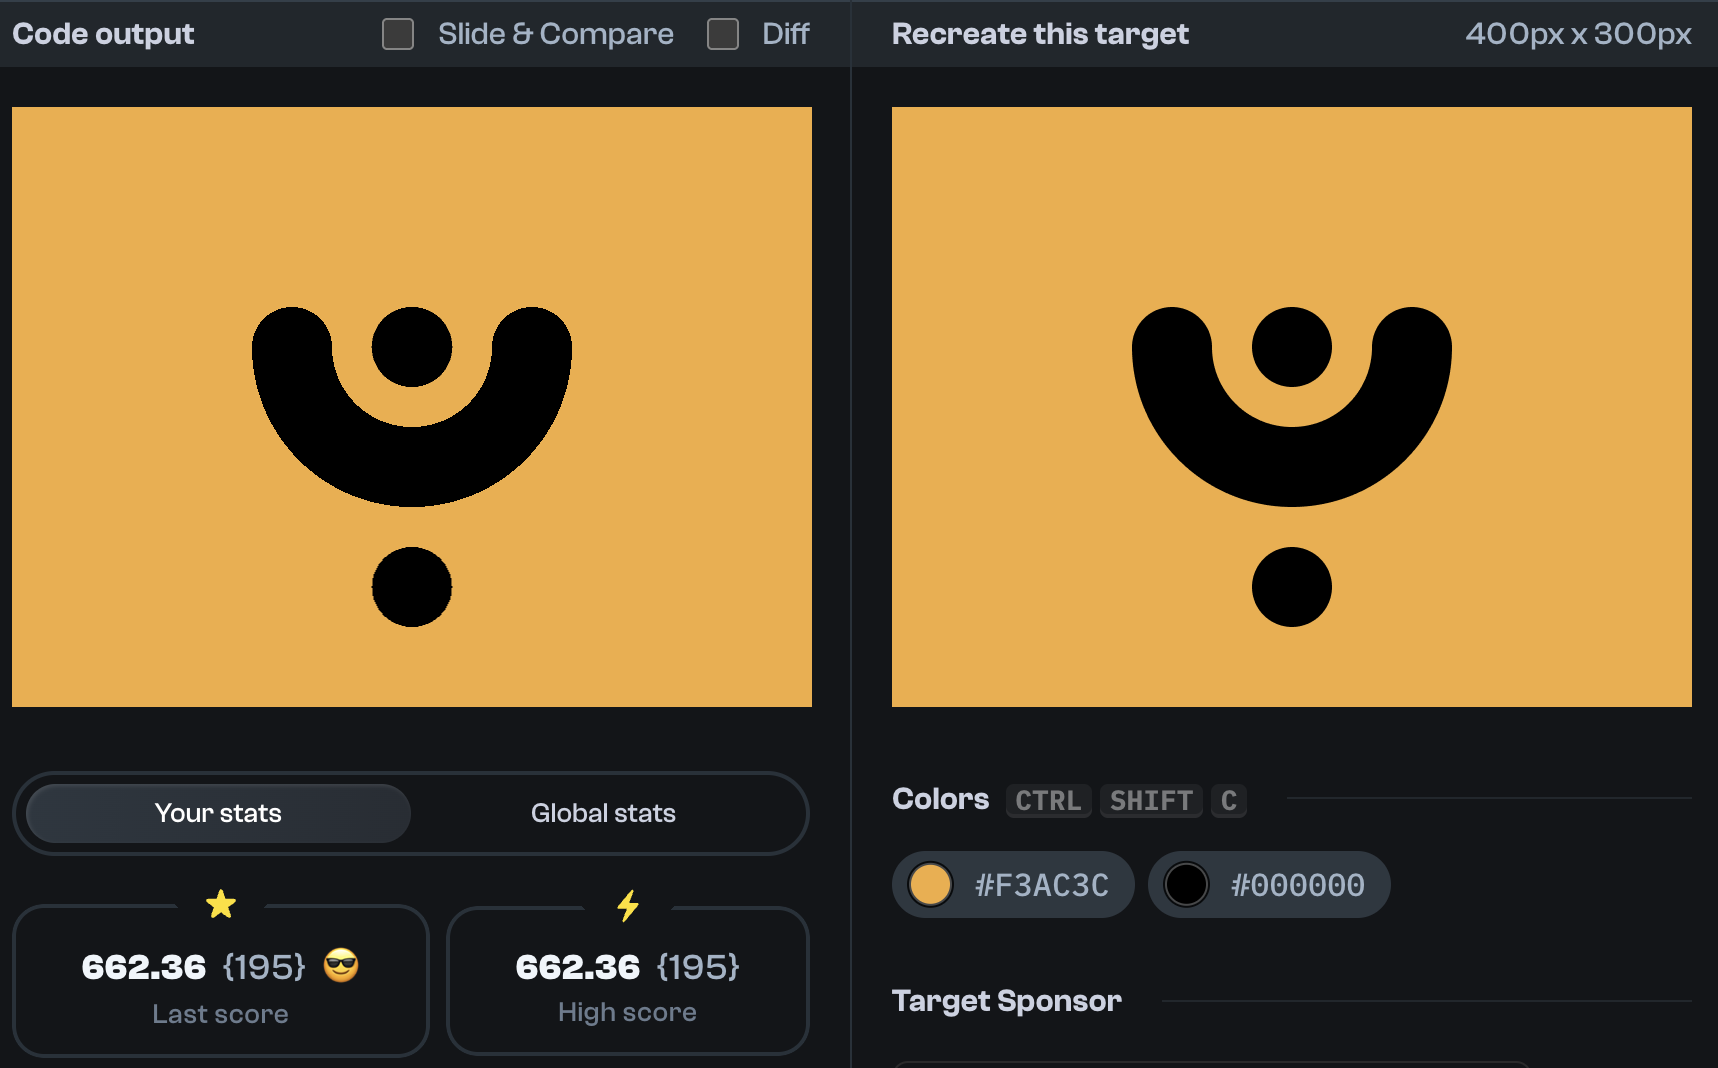 Code output
Slide & Compare
Diff
Recreate this target
400px x 300px
Your stats
Global stats
662.36 {195}
Last score
662.36 {195}
High score
Colors CTRL SHIFT C
#F3AC3C
#000000
Target Sponsor